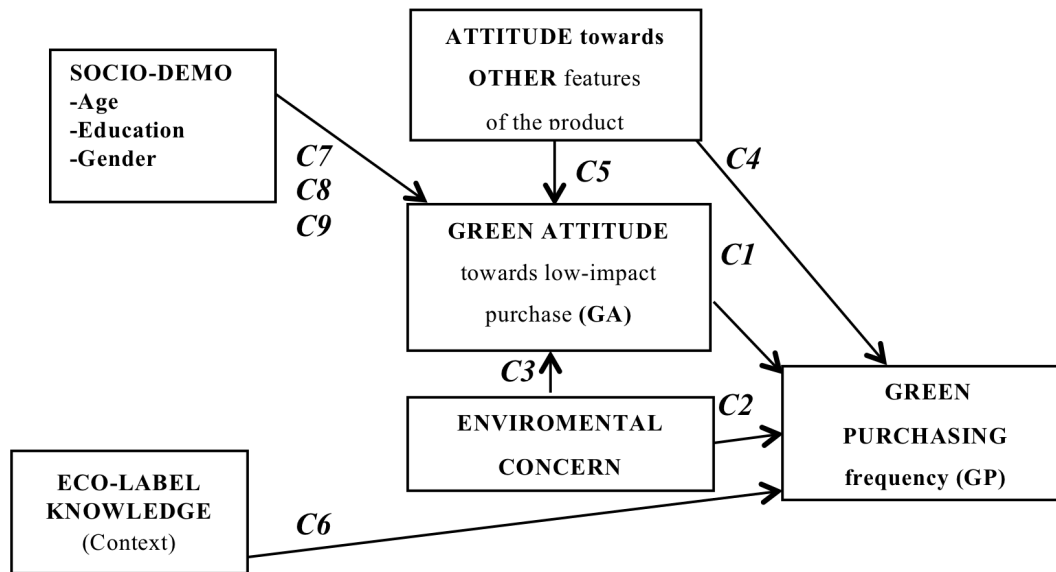 SOCIO-DEMO
-Age
-Education
-Gender
ATTITUDE towards
OTHER features
of the product
C7
C8
C9
C5
C4
GREEN ATTITUDE
towards low-impact
purchase (GA)
C1
C3
ENVIROMENTAL
CONCERN
C2
GREEN
PURCHASING
frequency (GP)
ECO-LABEL
KNOWLEDGE
(Context)
C6